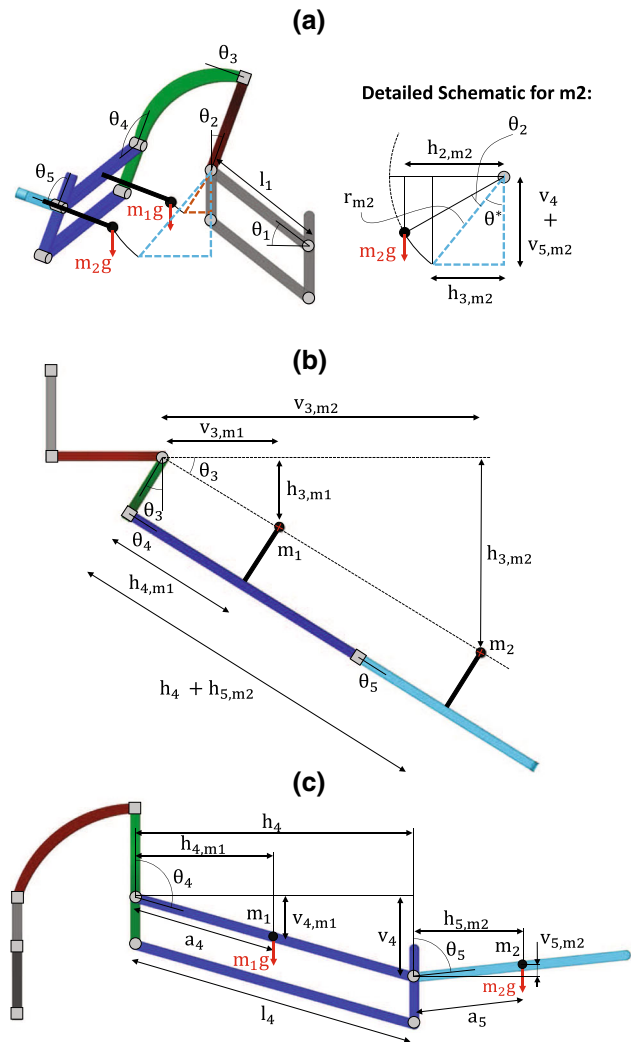 (a)
θ3
θ4
θ2
θ5
l1
θ1
m1g
m2g
Detailed Schematic for m2:
θ2
h2,m2
rm2
θ*
v4
+
v5,m2
m2g
h3,m2
(b)
v3,m2
v3,m1
θ3
h3,m1
θ3
θ4
m1
h4,m1
h3,m2
m2
θ5
h4 + h5,m2
(c)
h4
h4,m1
θ4
m1
v4,m1
v4
h5,m2
θ5
m2
v5,m2
a4
m1g
m2g
a5
l4